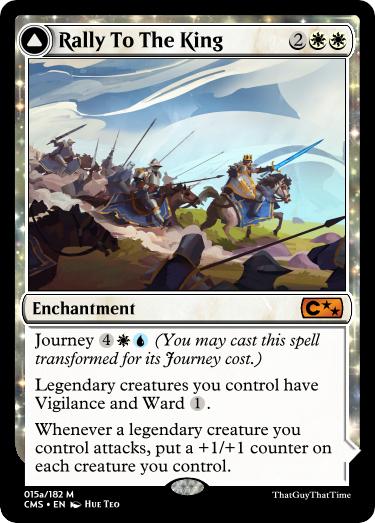 Rally To The King 2
Enchantment C
Journey 4 (You may cast this spell
transformed for its Journey cost.)
Legendary creatures you control have
Vigilance and Ward 1 .
Whenever a legendary creature you
control attacks, put a +1/+1 counter on
each creature you control.
015a/182 M
CMS • EN Hue Teo
ThatGuyThatTime